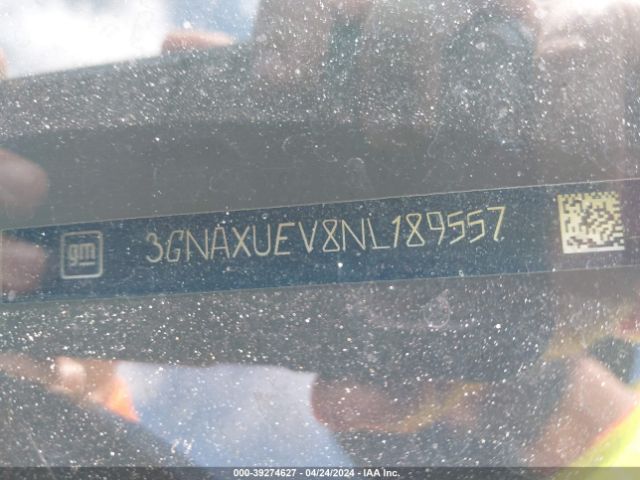 gm 3GNAXUEV8NL189557
000-39274627 - 04/24/2024 - IAA Inc.